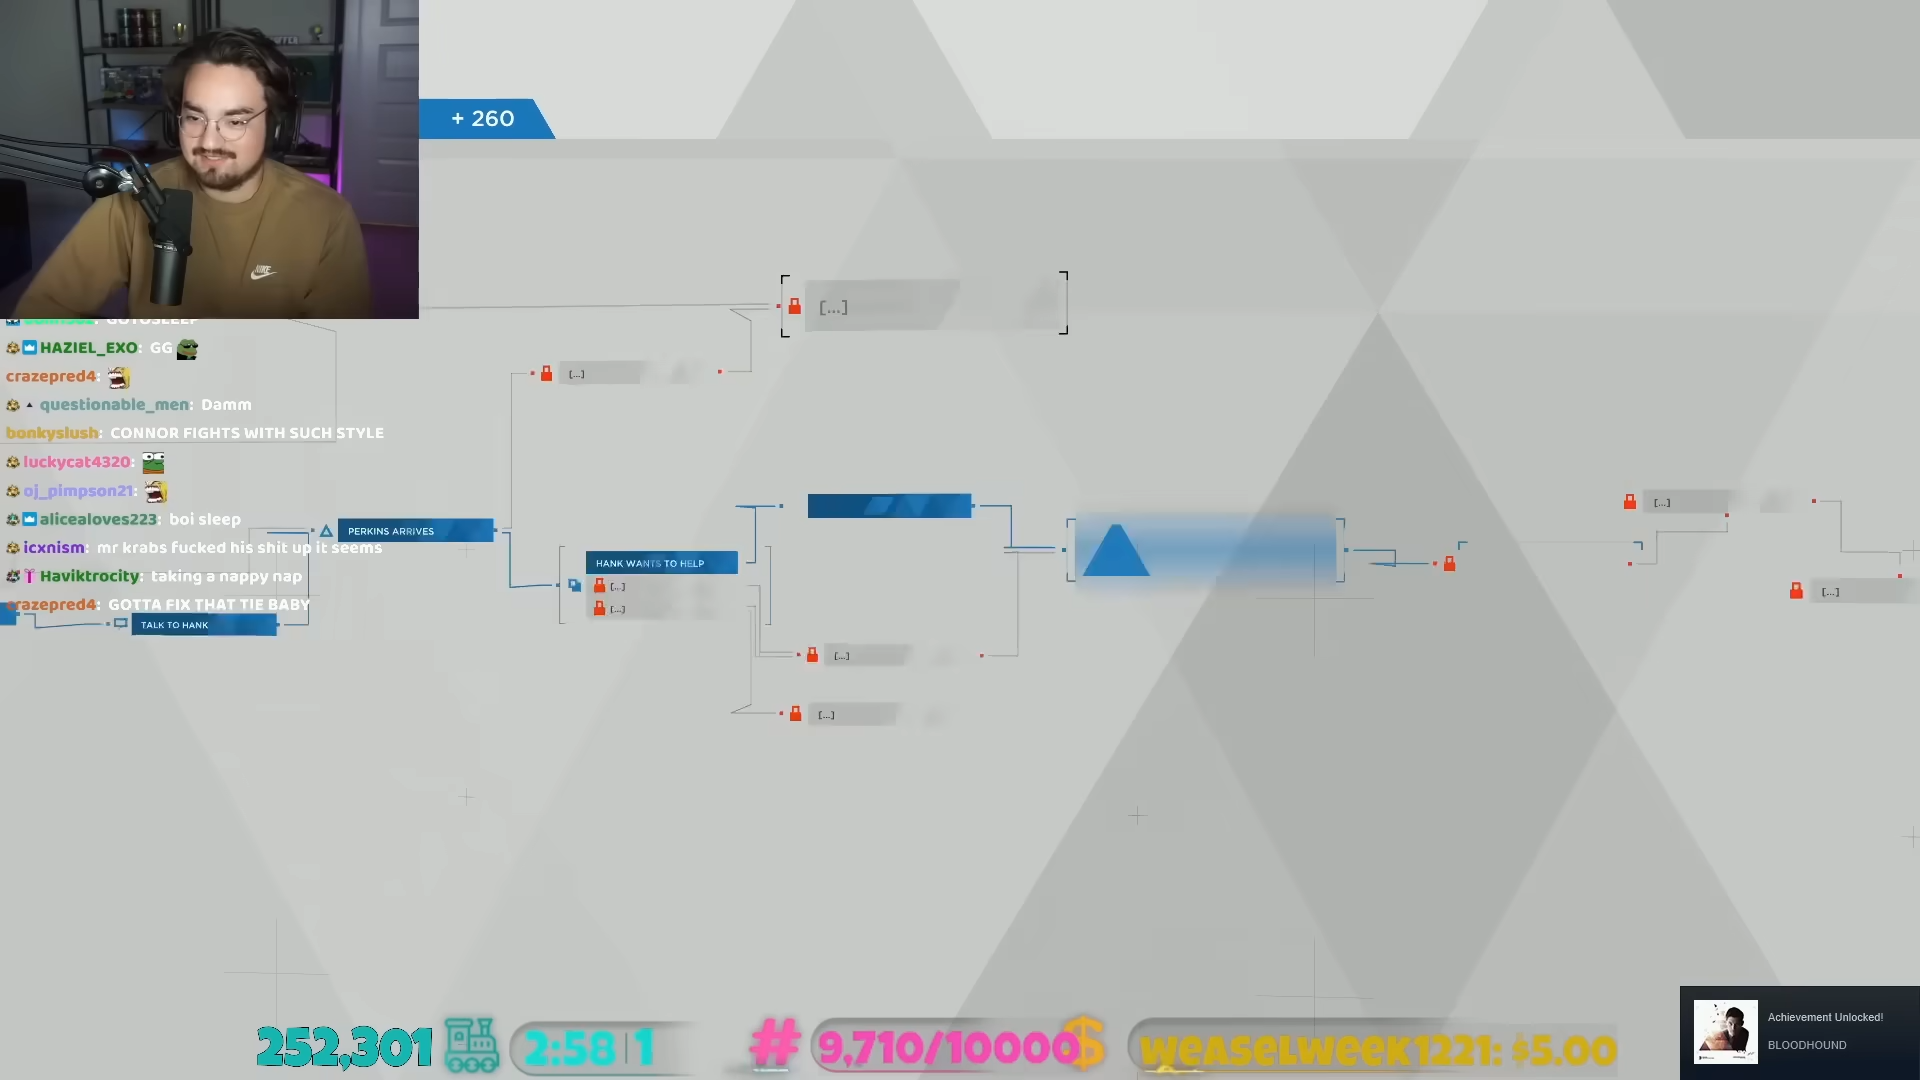 + 260
[...]
[...]
HAZIEL_EXO: GG
crazepred4:
questionable_men: Damm
bonkyslush: CONNOR FIGHTS WITH SUCH STYLE
luckycat4320:
oj_pimpson21:
alicealoves223: boi sleep
icxnism: mr krabs fucked his shit up it seems
Haviktrocity: taking a nappy nap
crazepred4: GOTTA FIX THAT TIE BABY
PERKINS ARRIVES
TALK TO HANK
HANK WANTS TO HELP
[...]
[...]
[...]
[...]
[...]
[...]
NIKE
252,301
2:58 | 1
# 9,710/10000
$ WEASELWEEK1221: $5.00
Achievement Unlocked!
BLOODHOUND